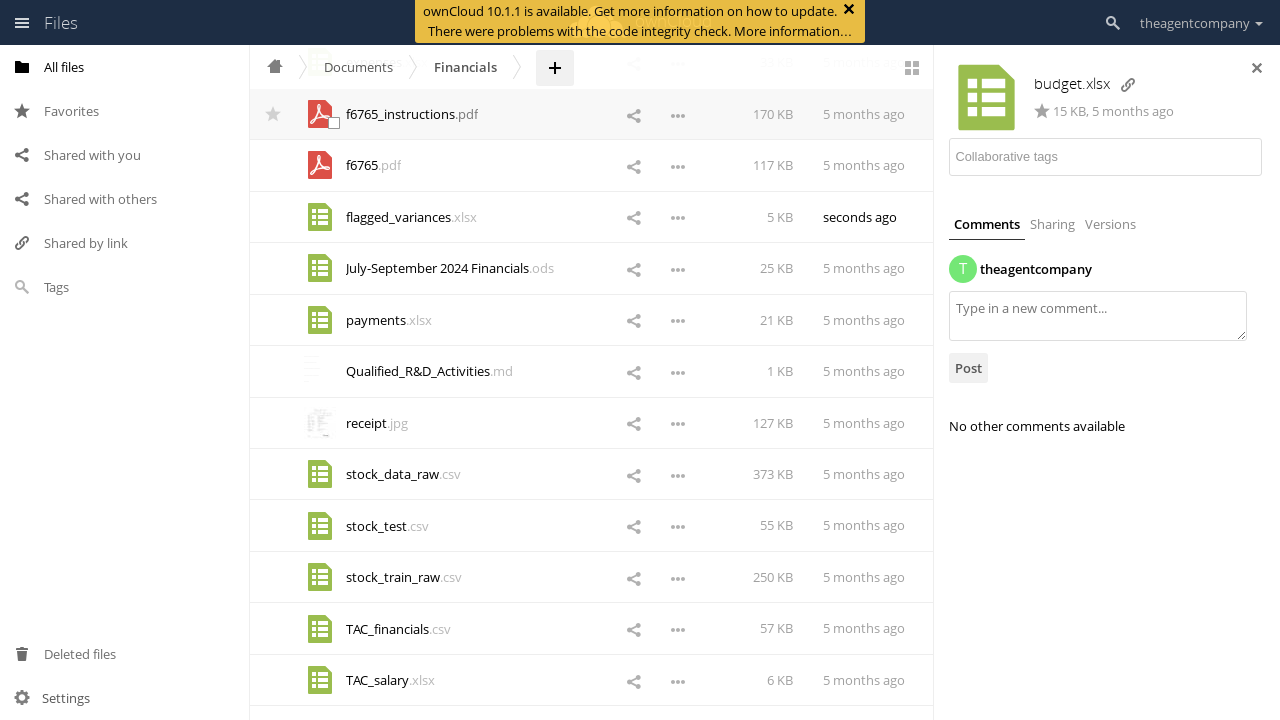 Files
ownCloud 10.1.1 is available. Get more information on how to update.
There were problems with the code integrity check. More information…
theagentcompany
All files
Favorites
Shared with you
Shared with others
Shared by link
Tags
Deleted files
Settings
Documents
Financials
f6765_instructions.pdf 170 KB 5 months ago
f6765.pdf 117 KB 5 months ago
flagged_variances.xlsx 5 KB seconds ago
July-September 2024 Financials.ods 25 KB 5 months ago
payments.xlsx 21 KB 5 months ago
Qualified_R&D_Activities.md 1 KB 5 months ago
receipt.jpg 127 KB 5 months ago
stock_data_raw.csv 373 KB 5 months ago
stock_test.csv 55 KB 5 months ago
stock_train_raw.csv 250 KB 5 months ago
TAC_financials.csv 57 KB 5 months ago
TAC_salary.xlsx 6 KB 5 months ago
budget.xlsx
15 KB, 5 months ago
Collaborative tags
Comments Sharing Versions
T theagentcompany
Type in a new comment...
Post
No other comments available